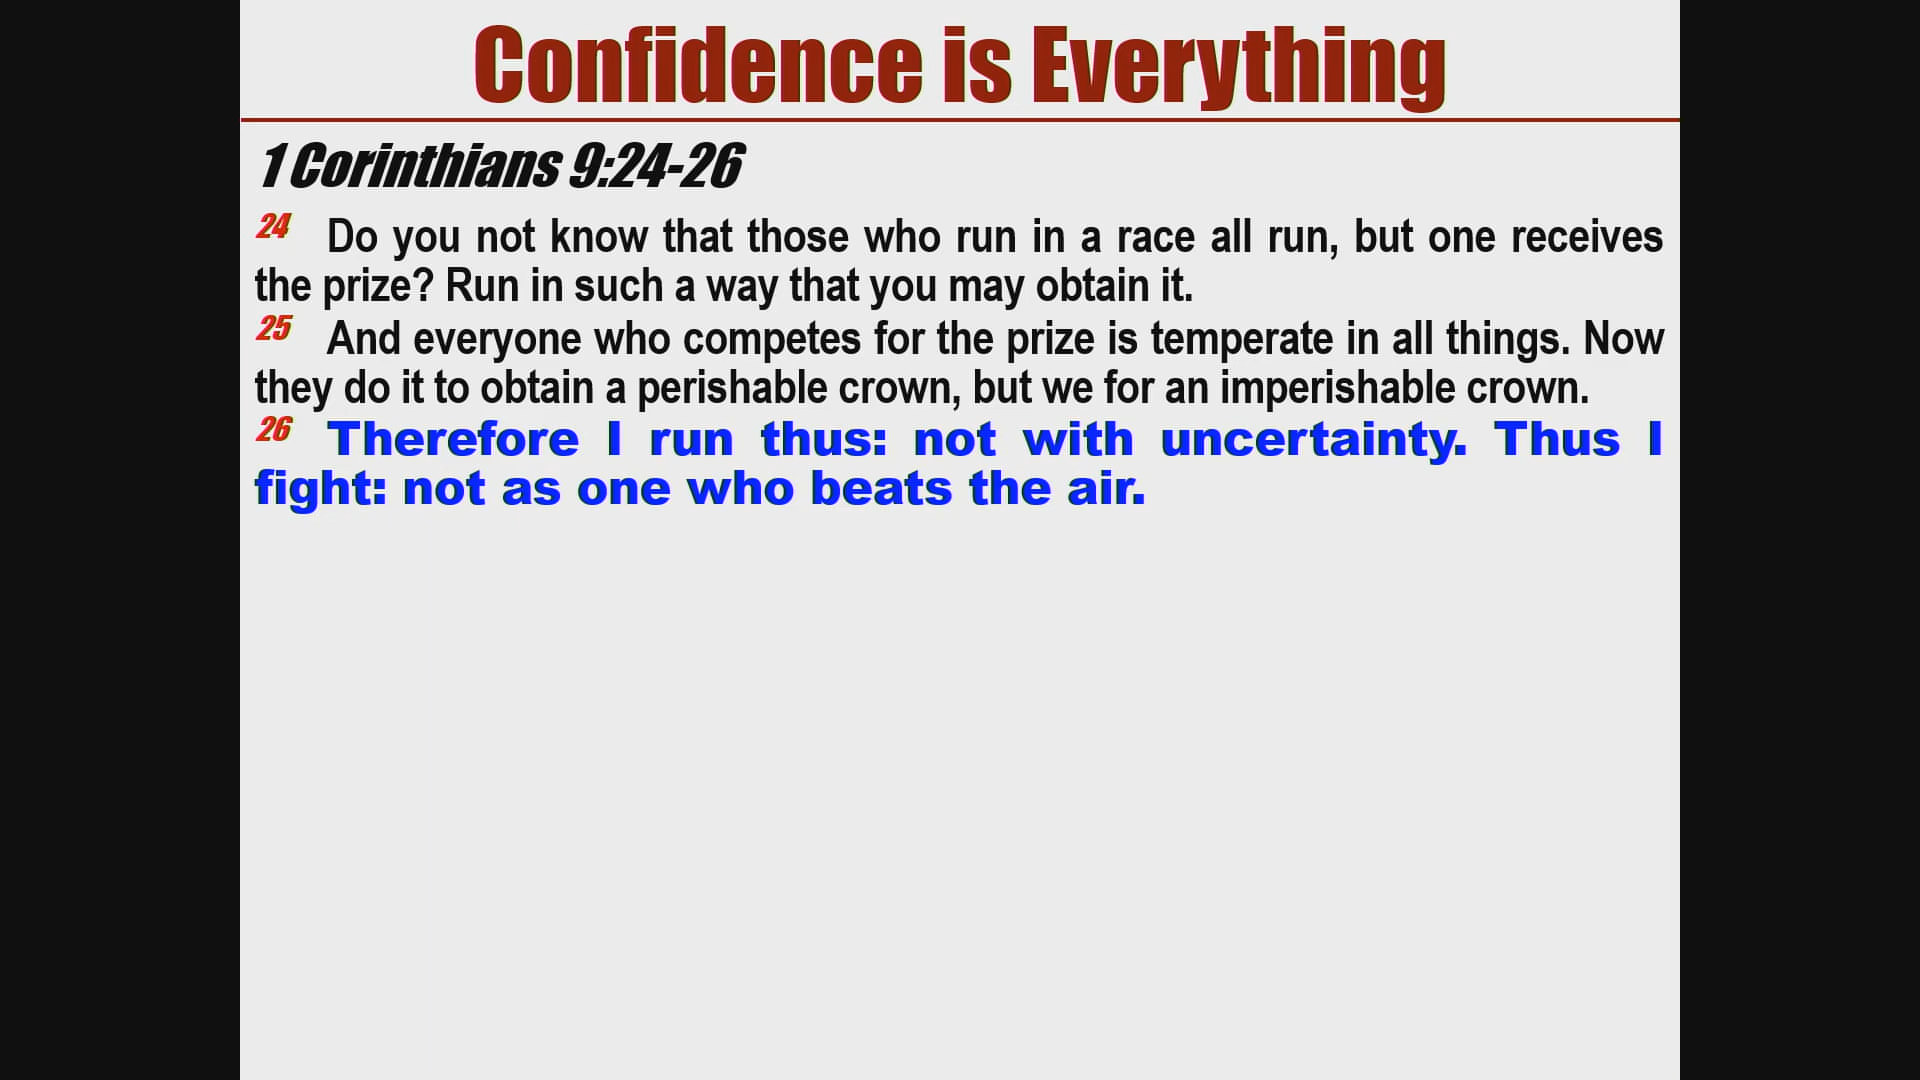 Confidence is Everything
1 Corinthians 9:24-26
24 Do you not know that those who run in a race all run, but one receives
the prize? Run in such a way that you may obtain it.
25 And everyone who competes for the prize is temperate in all things. Now
they do it to obtain a perishable crown, but we for an imperishable crown.
26 Therefore I run thus: not with uncertainty. Thus I
fight: not as one who beats the air.